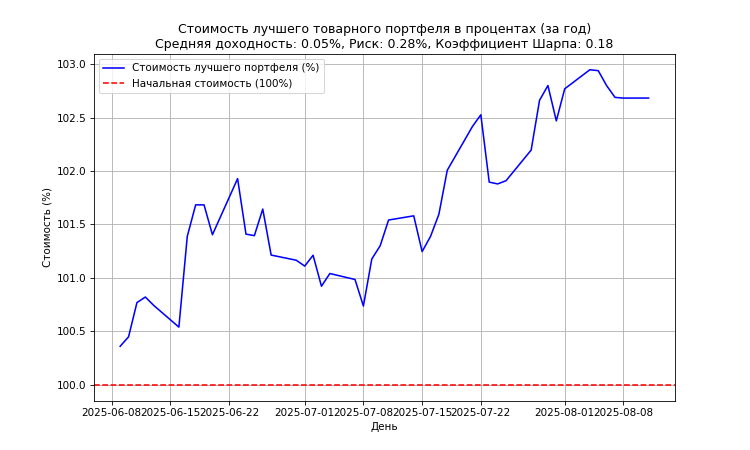 Стоимость лучшего товарного портфеля в процентах (за год)
Средняя доходность: 0.05%, Риск: 0.28%, Коэффициент Шарпа: 0.18
Стоимость лучшего портфеля (%)
Начальная стоимость (100%)
Стоимость (%)
103.0
102.5
102.0
101.5
101.0
100.5
100.0
2025-06-08 2025-06-15 2025-06-22 2025-07-01 2025-07-08 2025-07-15 2025-07-22 2025-08-01 2025-08-08
День